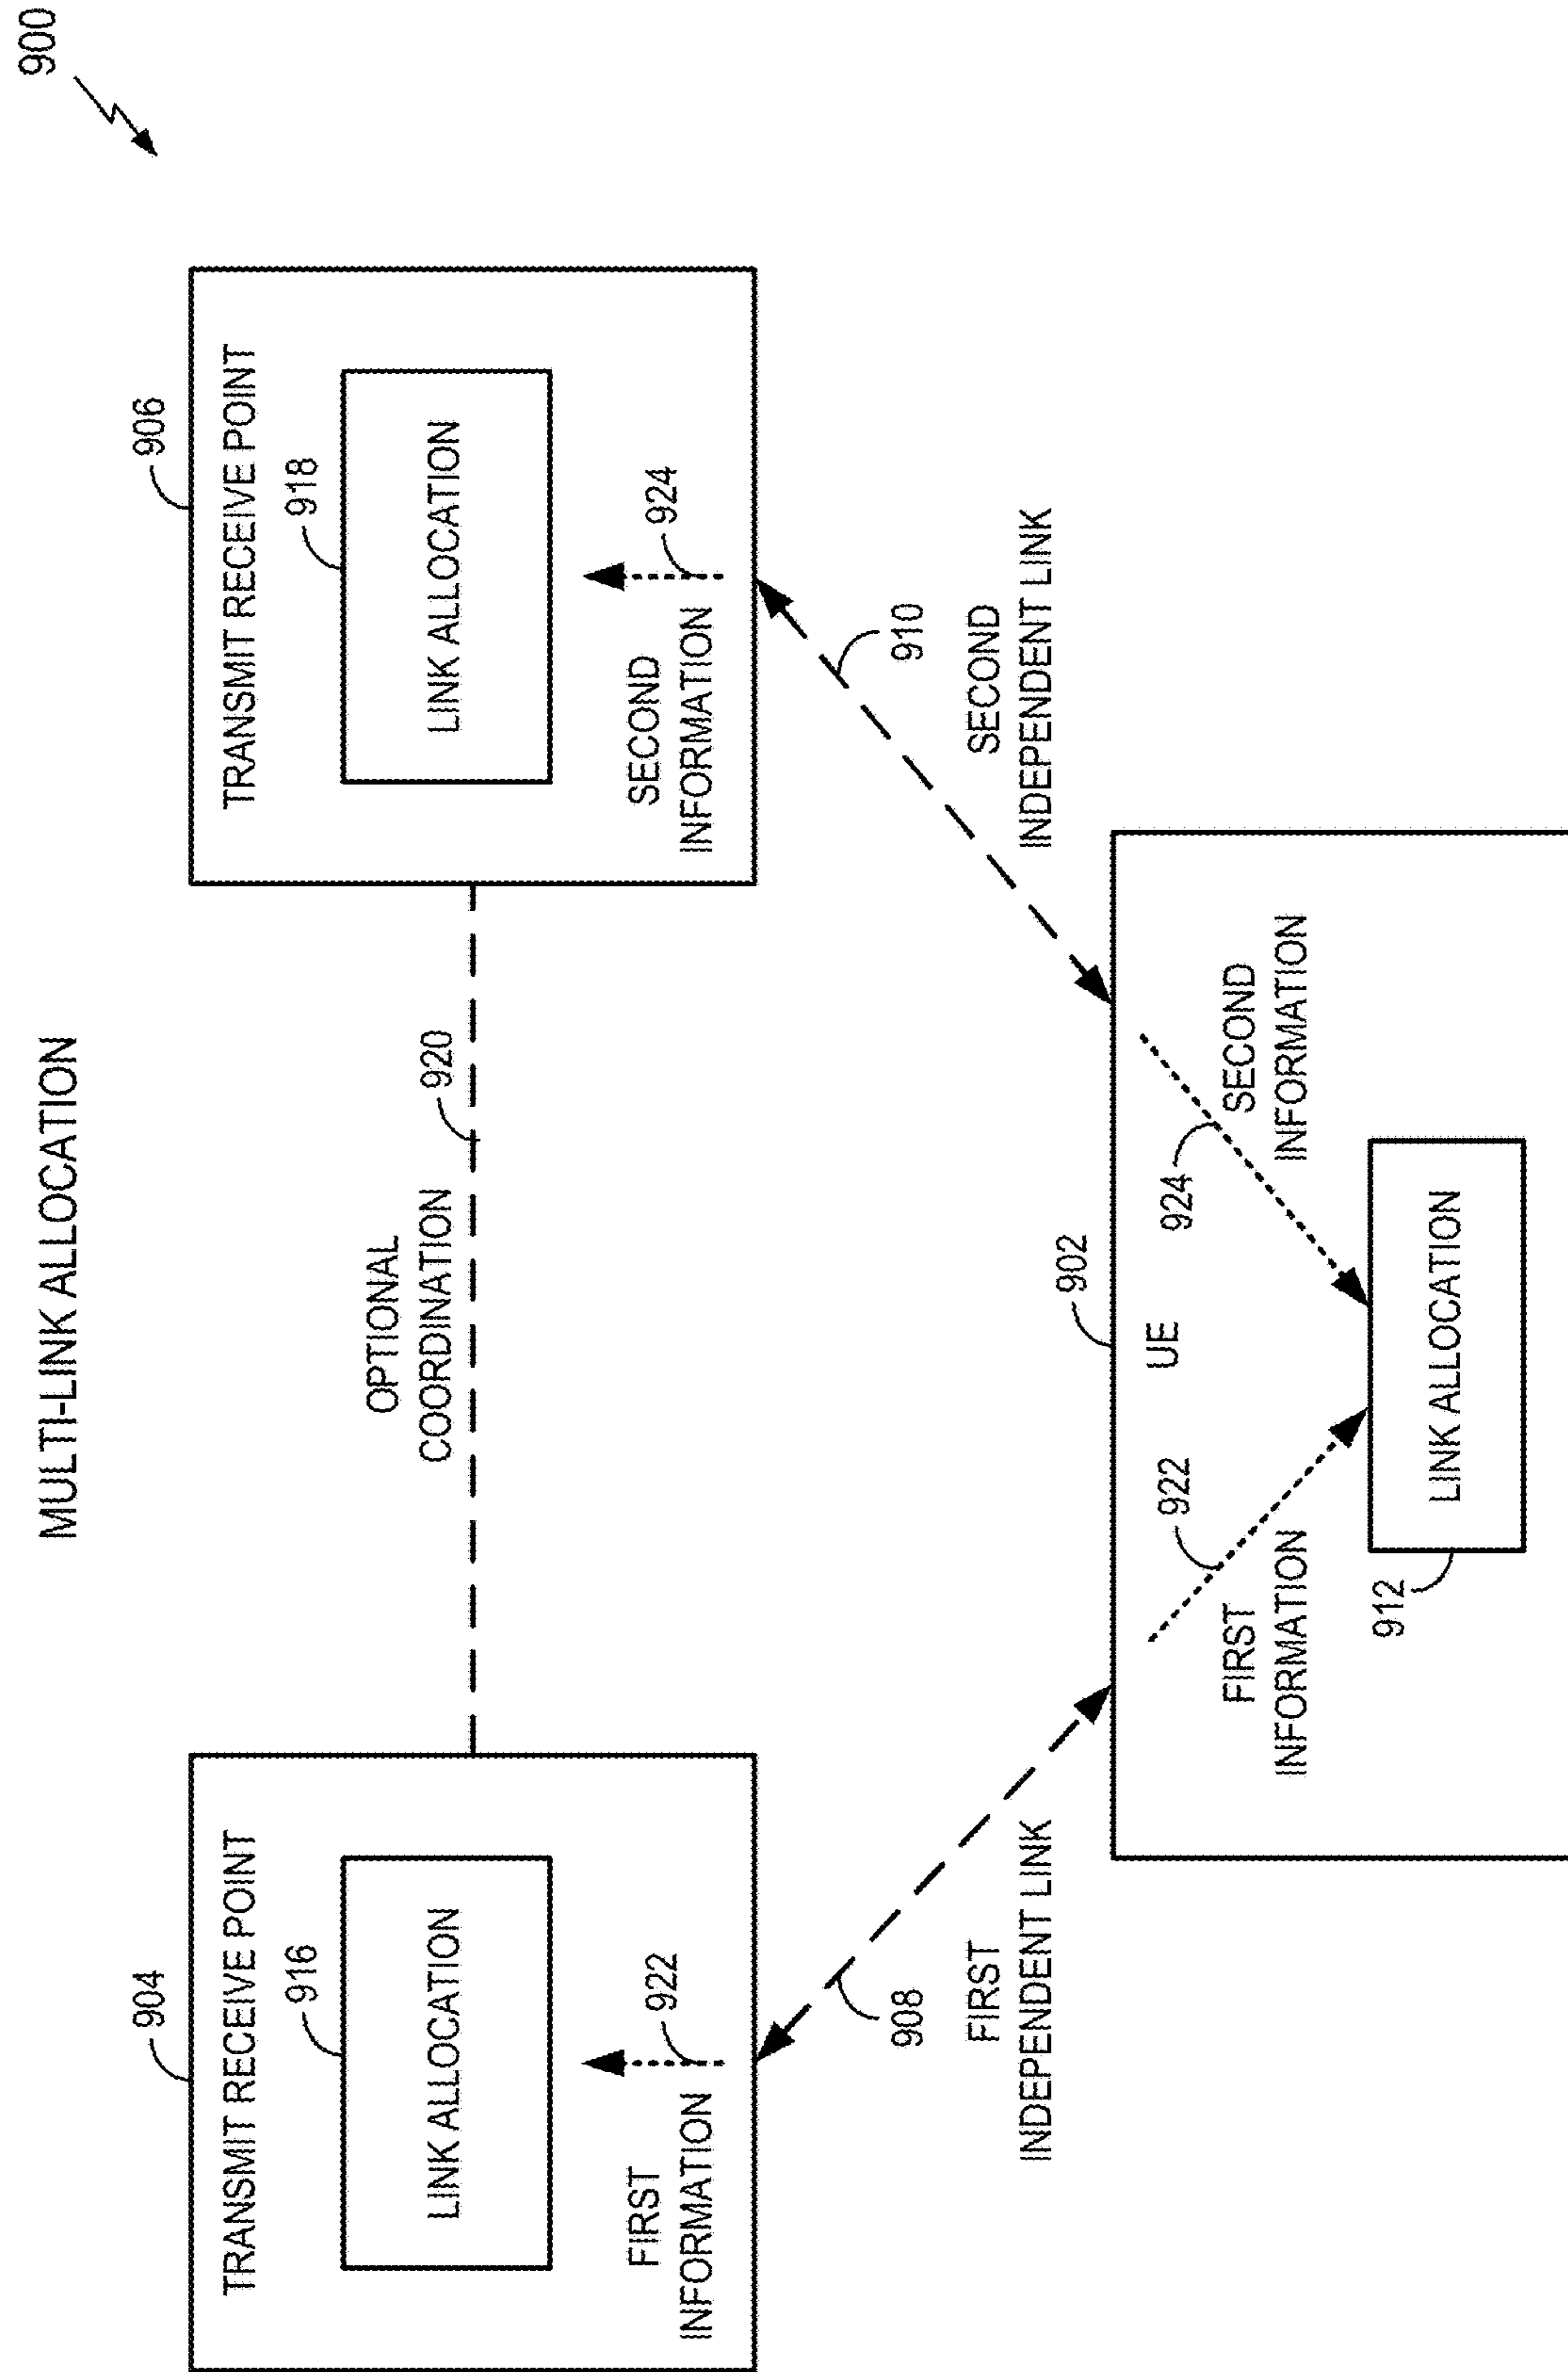 MULTI-LINK ALLOCATION
900
904
TRANSMIT RECEIVE POINT
916
LINK ALLOCATION
FIRST
INFORMATION
922
OPTIONAL
COORDINATION
920
906
TRANSMIT RECEIVE POINT
918
LINK ALLOCATION
SECOND
INFORMATION
924
908
FIRST
INDEPENDENT LINK
910
SECOND
INDEPENDENT LINK
902
UE
922
FIRST
INFORMATION
924
SECOND
INFORMATION
912
LINK ALLOCATION